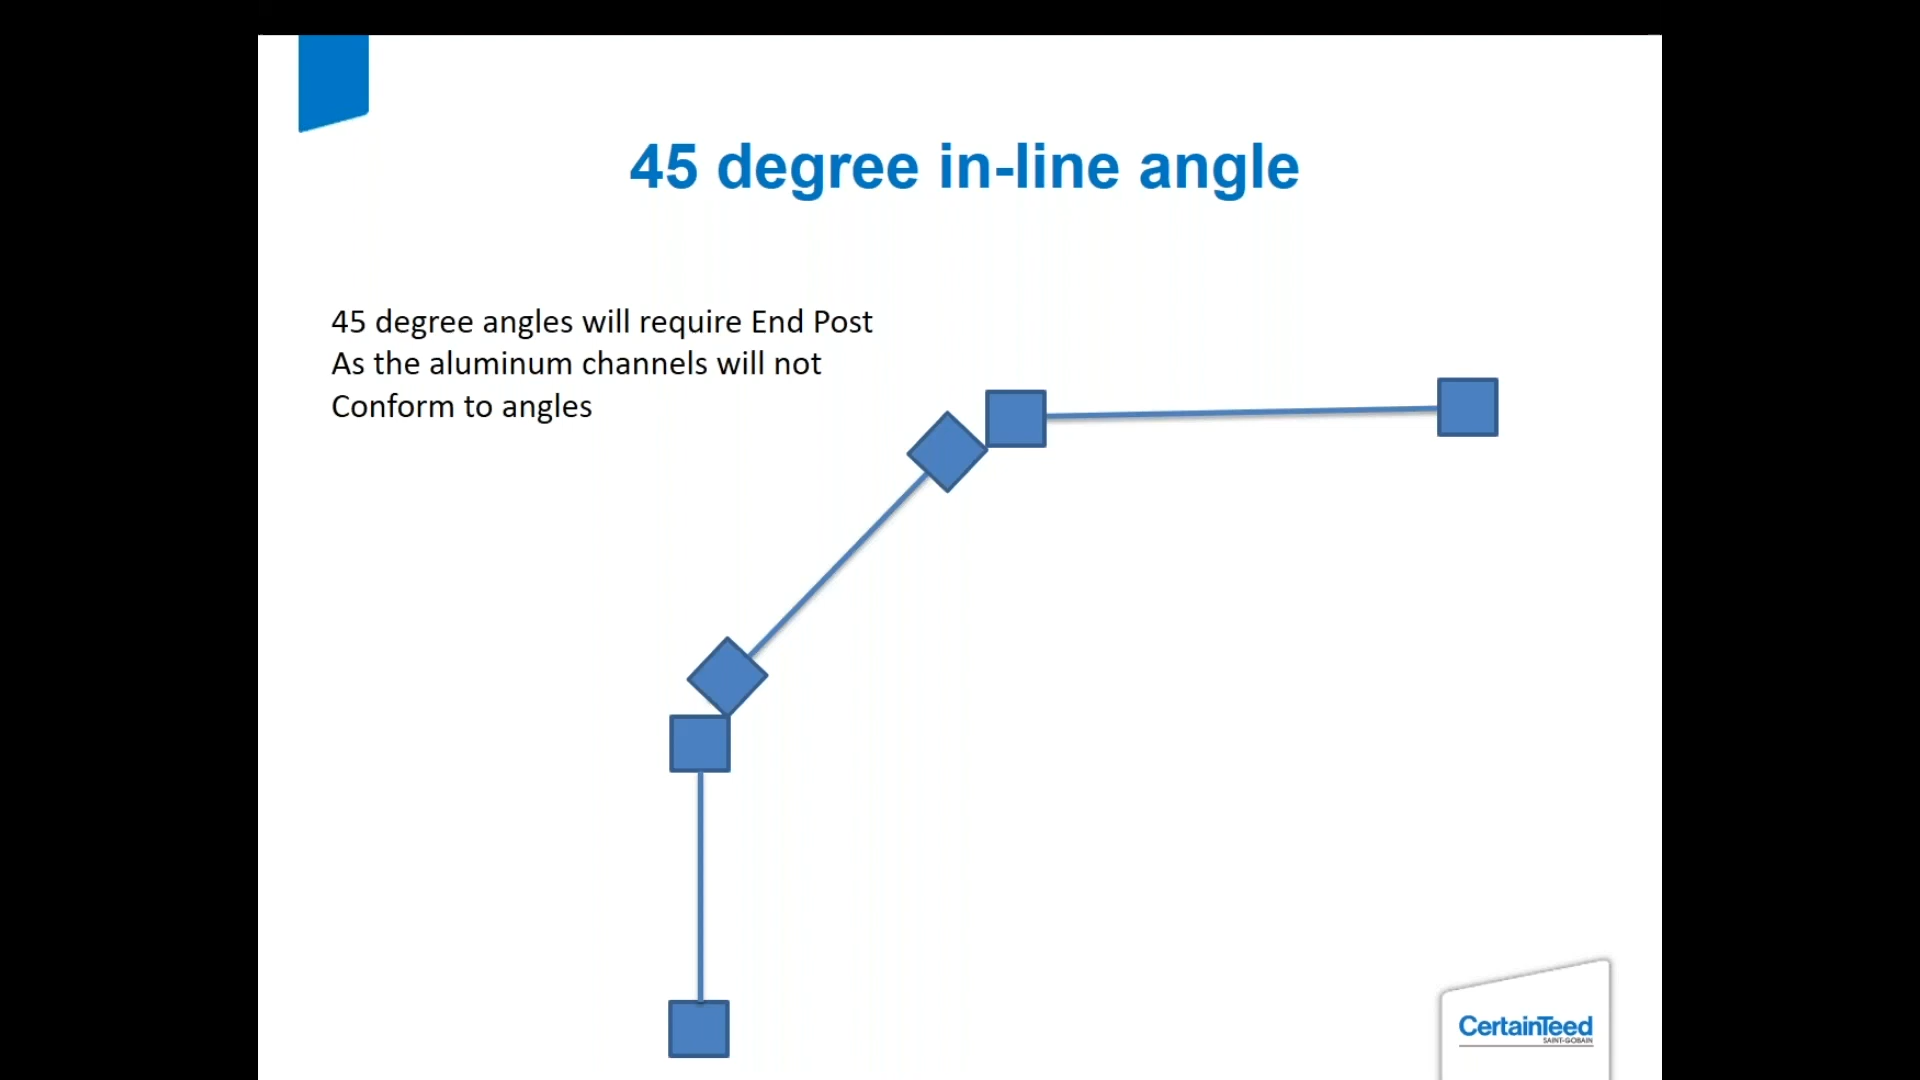 45 degree in-line angle
45 degree angles will require End Post
As the aluminum channels will not
Conform to angles
CertainTeed
SAINT-GOBAIN